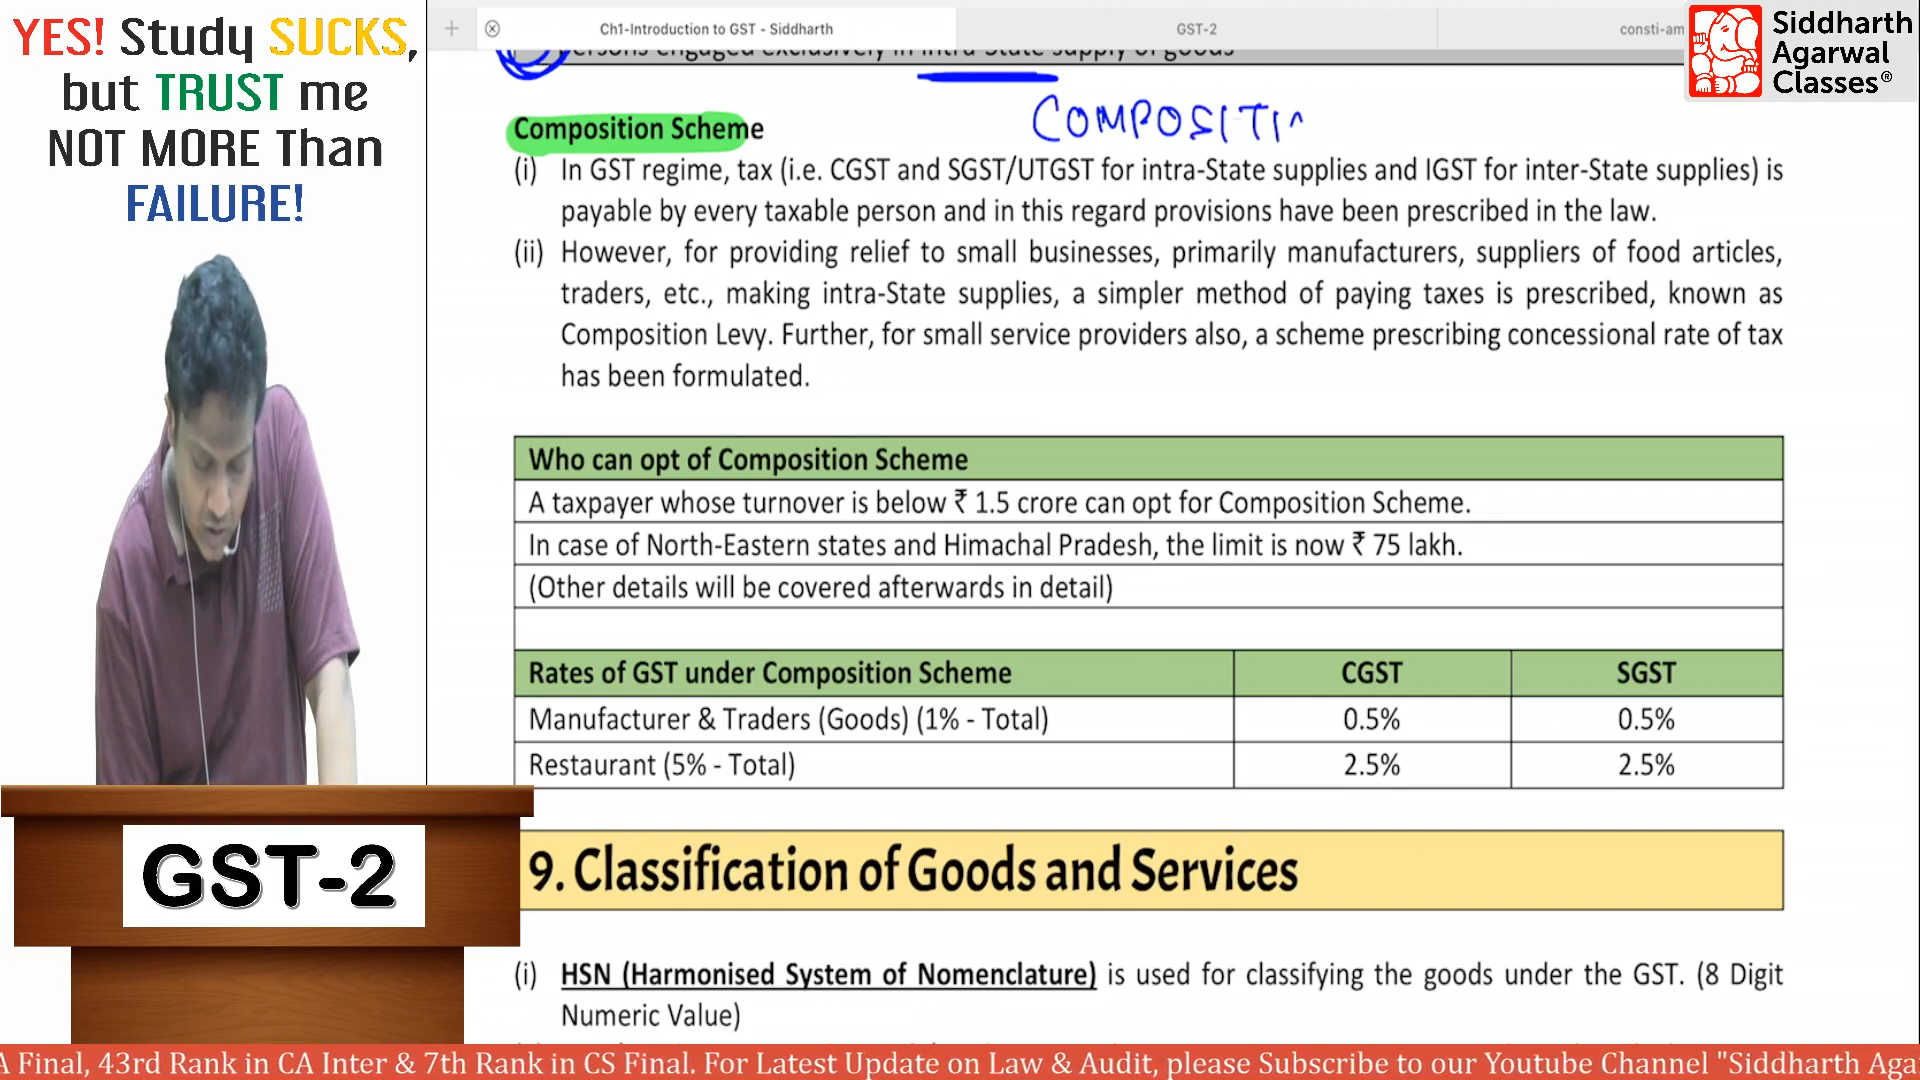 YES! Study SUCKS,
but TRUST me
NOT MORE Than
FAILURE!
Ch1-Introduction to GST - Siddharth
GST-2
consti-am
Siddharth
Agarwal
Classes®
ersons engaged exclusively in Intra-State supply of goods
COMPOSITI
Composition Scheme
(i) In GST regime, tax (i.e. CGST and SGST/UTGST for intra-State supplies and IGST for inter-State supplies) is
payable by every taxable person and in this regard provisions have been prescribed in the law.
(ii) However, for providing relief to small businesses, primarily manufacturers, suppliers of food articles,
traders, etc., making intra-State supplies, a simpler method of paying taxes is prescribed, known as
Composition Levy. Further, for small service providers also, a scheme prescribing concessional rate of tax
has been formulated.
Who can opt of Composition Scheme
A taxpayer whose turnover is below ₹ 1.5 crore can opt for Composition Scheme.
In case of North-Eastern states and Himachal Pradesh, the limit is now ₹ 75 lakh.
(Other details will be covered afterwards in detail)
Rates of GST under Composition Scheme CGST SGST
Manufacturer & Traders (Goods) (1% - Total) 0.5% 0.5%
Restaurant (5% - Total) 2.5% 2.5%
GST-2
9. Classification of Goods and Services
(i) HSN (Harmonised System of Nomenclature) is used for classifying the goods under the GST. (8 Digit
Numeric Value)
A Final, 43rd Rank in CA Inter & 7th Rank in CS Final. For Latest Update on Law & Audit, please Subscribe to our Youtube Channel "Siddharth Aga